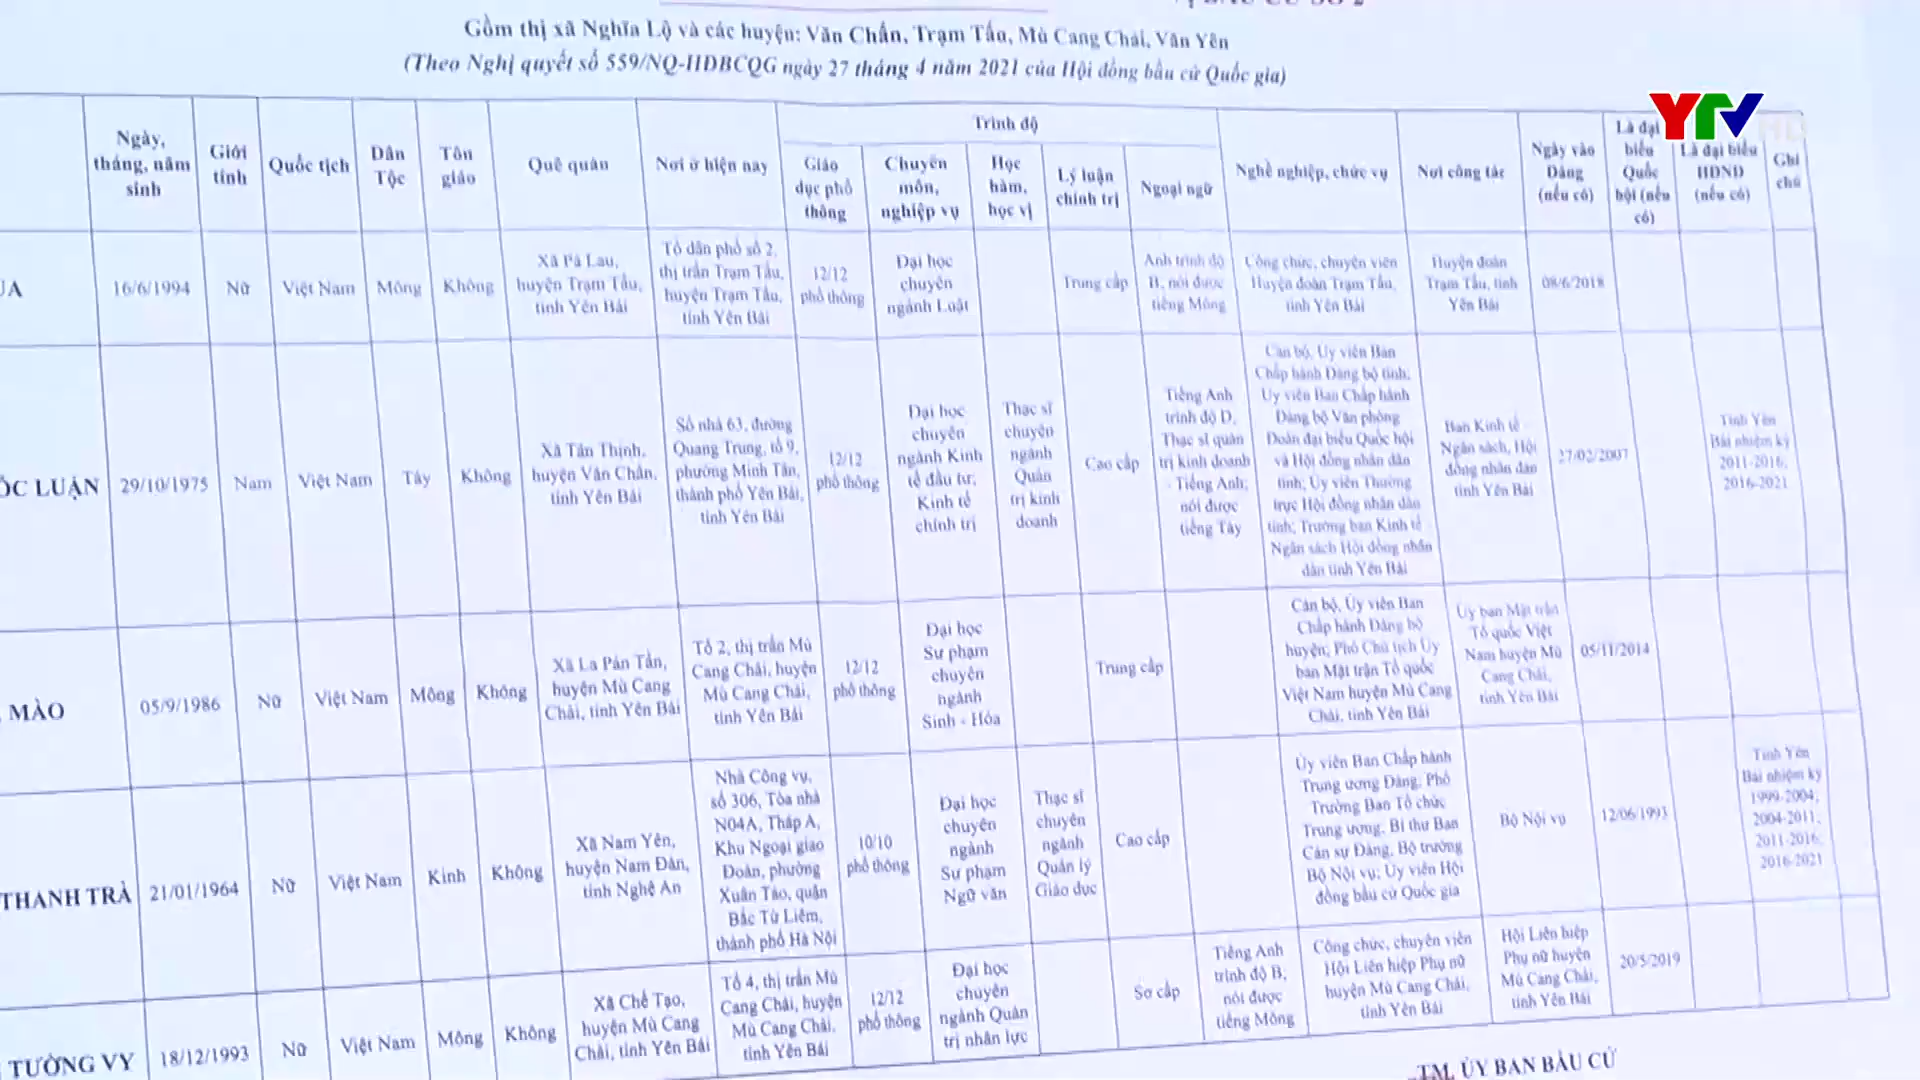 Gồm thị xã Nghĩa Lộ và các huyện: Văn Chấn, Trạm Tấu, Mù Cang Chải, Văn Yên
(Theo Nghị quyết số 559/NQ-HĐBCQG ngày 27 tháng 4 năm 2021 của Hội đồng bầu cử Quốc gia)
YTV
HD
Ngày,
tháng, năm
sinh
Giới
tính
Quốc tịch
Dân
Tộc
Tôn
giáo
Quê quán
Nơi ở hiện nay
Trình độ
Giáo
dục phổ
thông
Chuyên
môn,
nghiệp vụ
Học
hàm,
học vị
Lý luận
chính trị
Ngoại ngữ
Nghề nghiệp, chức vụ
Nơi công tác
Ngày vào
Đảng
(nếu có)
Là đại
biểu
Quốc
hội (nếu
có)
Là đại biểu
HĐND
(nếu có)
Ghi
chú
ỦA
16/6/1994
Nữ
Việt Nam
Mông
Không
Xã Pá Lau,
huyện Trạm Tấu,
tỉnh Yên Bái
Tổ dân phố số 2,
thị trấn Trạm Tấu,
huyện Trạm Tấu,
tỉnh Yên Bái
12/12
phổ thông
Đại học
chuyên
ngành Luật
Trung cấp
Anh trình độ
B, nói được
tiếng Mông
Công chức, chuyên viên
Huyện đoàn Trạm Tấu,
tỉnh Yên Bái
Huyện đoàn
Trạm Tấu, tỉnh
Yên Bái
08/6/2018
ỐC LUẬN
29/10/1975
Nam
Việt Nam
Tày
Không
Xã Tân Thịnh,
huyện Văn Chấn,
tỉnh Yên Bái
Số nhà 63, đường
Quang Trung, tổ 9,
phường Minh Tân,
thành phố Yên Bái,
tỉnh Yên Bái
12/12
phổ thông
Đại học
chuyên
ngành Kinh
tế đầu tư;
Kinh tế
chính trị
Thạc sĩ
chuyên
ngành
Quản
trị kinh
doanh
Cao cấp
Tiếng Anh
trình độ D,
Thạc sĩ quản
trị kinh doanh
- Tiếng Anh;
nói được
tiếng Tày
Cán bộ, Ủy viên Ban
Chấp hành Đảng bộ tỉnh;
Ủy viên Ban Chấp hành
Đảng bộ Văn phòng
Đoàn đại biểu Quốc hội
và Hội đồng nhân dân
tỉnh; Ủy viên Thường
trực Hội đồng nhân dân
tỉnh; Trưởng ban Kinh tế -
Ngân sách Hội đồng nhân
dân tỉnh Yên Bái
Ban Kinh tế -
Ngân sách, Hội
đồng nhân dân
tỉnh Yên Bái
27/02/2007
Tỉnh Yên
Bái nhiệm kỳ
2011-2016;
2016-2021
MÀO
05/9/1986
Nữ
Việt Nam
Mông
Không
Xã La Pán Tẩn,
huyện Mù Cang
Chải, tỉnh Yên Bái
Tổ 2, thị trấn Mù
Cang Chải, huyện
Mù Cang Chải,
tỉnh Yên Bái
12/12
phổ thông
Đại học
Sư phạm
chuyên
ngành
Sinh - Hóa
Trung cấp
Cán bộ, Ủy viên Ban
Chấp hành Đảng bộ
huyện; Phó Chủ tịch Ủy
ban Mặt trận Tổ quốc
Việt Nam huyện Mù Cang
Chải, tỉnh Yên Bái
Ủy ban Mặt trận
Tổ quốc Việt
Nam huyện Mù
Cang Chải,
tỉnh Yên Bái
05/11/2014
THANH TRÀ
21/01/1964
Nữ
Việt Nam
Kinh
Không
Xã Nam Yên,
huyện Nam Đàn,
tỉnh Nghệ An
Nhà Công vụ,
số 306, Tòa nhà
N04A, Tháp A,
Khu Ngoại giao
Đoàn, phường
Xuân Tảo, quận
Bắc Từ Liêm,
thành phố Hà Nội
10/10
phổ thông
Đại học
chuyên
ngành
Sư phạm
Ngữ văn
Thạc sĩ
chuyên
ngành
Quản lý
Giáo dục
Cao cấp
Ủy viên Ban Chấp hành
Trung ương Đảng, Phó
Trưởng Ban Tổ chức
Trung ương, Bí thư Ban
Cán sự Đảng, Bộ trưởng
Bộ Nội vụ; Ủy viên Hội
đồng bầu cử Quốc gia
Bộ Nội vụ
12/06/1993
Tỉnh Yên
Bái nhiệm kỳ
1999-2004;
2004-2011;
2011-2016;
2016-2021
TƯỜNG VY
18/12/1993
Nữ
Việt Nam
Mông
Không
Xã Chế Tạo,
huyện Mù Cang
Chải, tỉnh Yên Bái
Tổ 4, thị trấn Mù
Cang Chải, huyện
Mù Cang Chải,
tỉnh Yên Bái
12/12
phổ thông
Đại học
chuyên
ngành Quản
trị nhân lực
Sơ cấp
Tiếng Anh
trình độ B;
nói được
tiếng Mông
Công chức, chuyên viên
Hội Liên hiệp Phụ nữ
huyện Mù Cang Chải,
tỉnh Yên Bái
Hội Liên hiệp
Phụ nữ huyện
Mù Cang Chải,
tỉnh Yên Bái
20/5/2019
TM. ỦY BAN BẦU CỬ